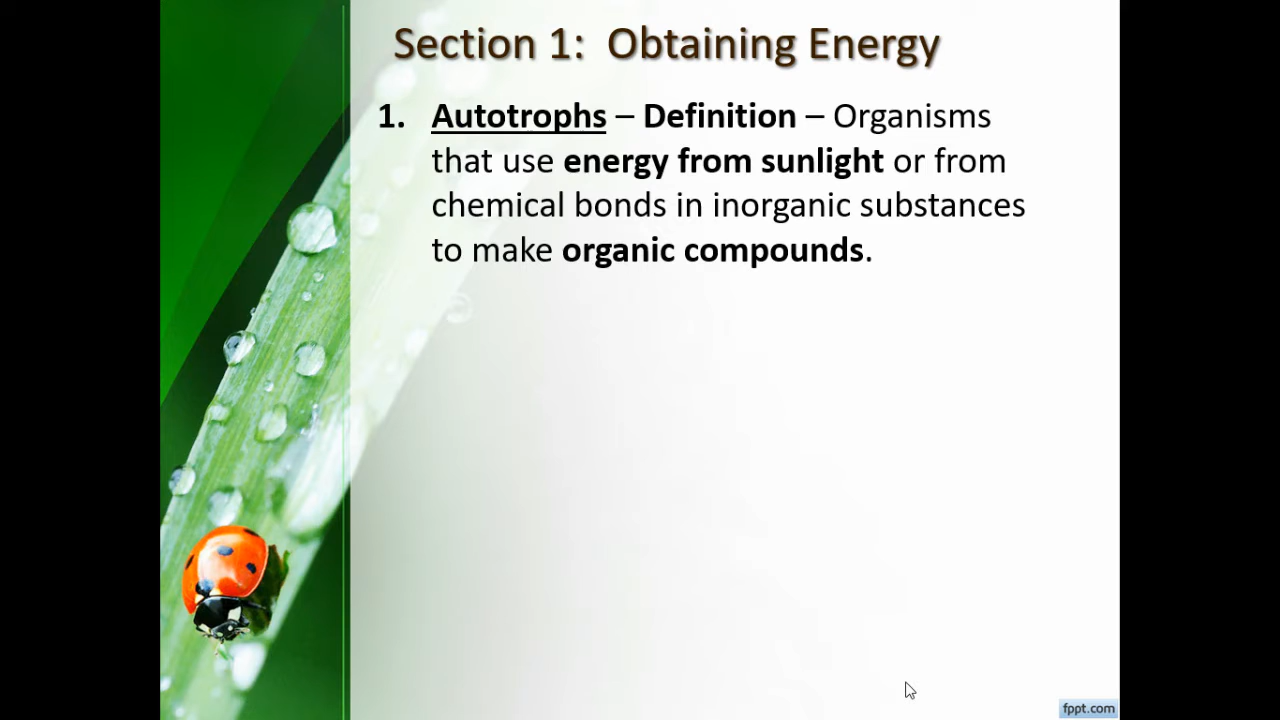 Section 1:  Obtaining Energy
1. Autotrophs – Definition – Organisms
that use energy from sunlight or from
chemical bonds in inorganic substances
to make organic compounds.
fppt.com